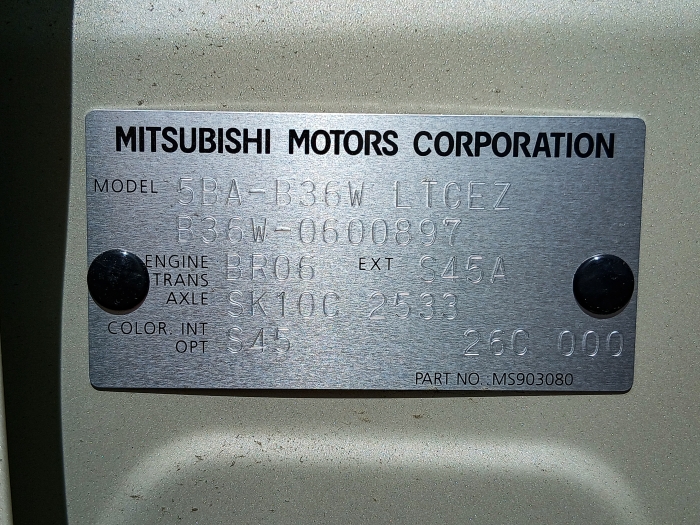 MITSUBISHI MOTORS CORPORATION
MODEL 5BA-B36W LTCEZ
B36W-0600897
ENGINE BR06 EXT S45A
TRANS
AXLE SK10C 2533
COLOR, INT
OPT S45 26C 000
PART NO. MS903080